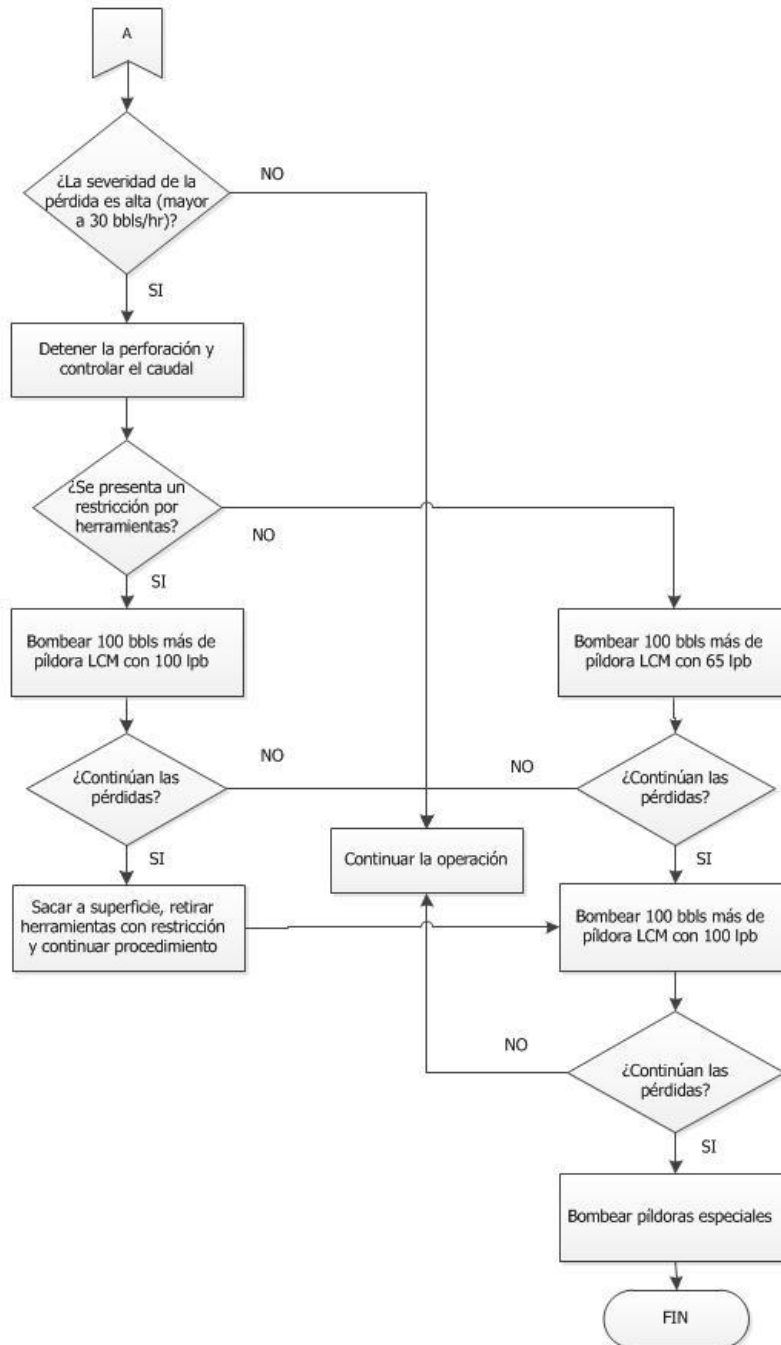 A
¿La severidad de la
pérdida es alta (mayor
a 30 bbls/hr)?
NO
SI
Detener la perforación y
controlar el caudal
¿Se presenta un
restricción por
herramientas?
NO
SI
Bombear 100 bbls más de
píldora LCM con 100 lpb
Bombear 100 bbls más de
píldora LCM con 65 lpb
¿Continúan las
pérdidas?
NO
NO
¿Continúan las
pérdidas?
SI
Continuar la operación
SI
Sacar a superficie, retirar
herramientas con restricción
y continuar procedimiento
Bombear 100 bbls más de
píldora LCM con 100 lpb
NO
¿Continúan las
pérdidas?
SI
Bombear píldoras especiales
FIN